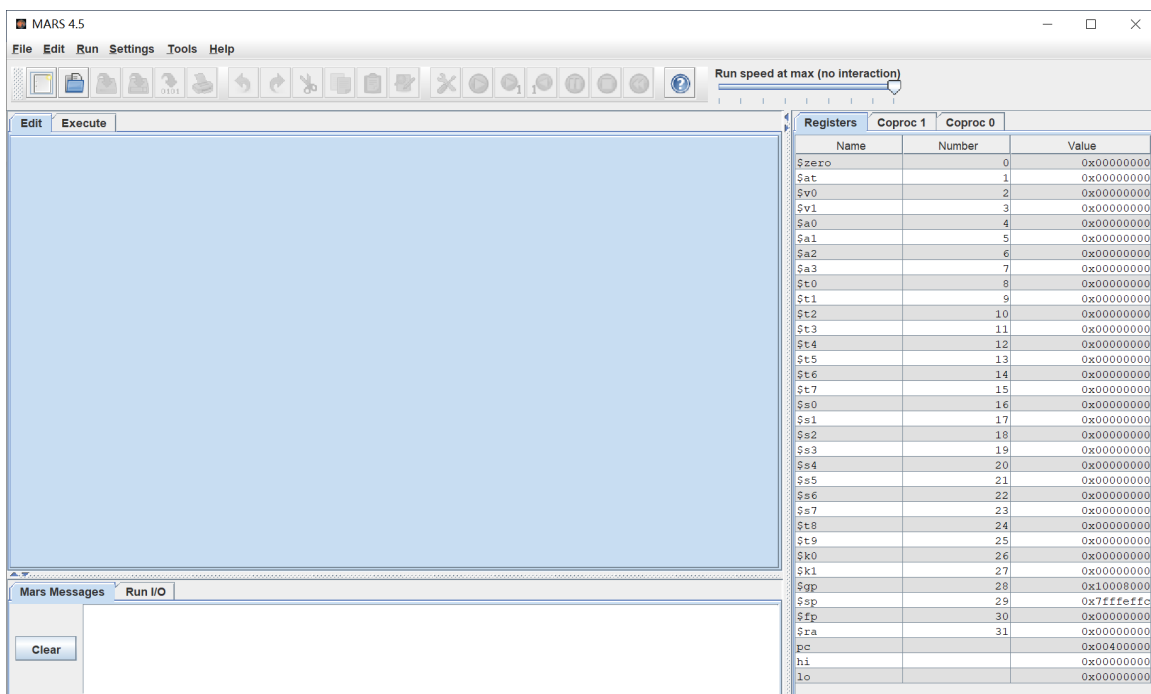 MARS 4.5
File Edit Run Settings Tools Help
Run speed at max (no interaction)
Edit Execute
Registers Coproc 1 Coproc 0
Name Number Value
$zero 0 0x00000000
$at 1 0x00000000
$v0 2 0x00000000
$v1 3 0x00000000
$a0 4 0x00000000
$a1 5 0x00000000
$a2 6 0x00000000
$a3 7 0x00000000
$t0 8 0x00000000
$t1 9 0x00000000
$t2 10 0x00000000
$t3 11 0x00000000
$t4 12 0x00000000
$t5 13 0x00000000
$t6 14 0x00000000
$t7 15 0x00000000
$s0 16 0x00000000
$s1 17 0x00000000
$s2 18 0x00000000
$s3 19 0x00000000
$s4 20 0x00000000
$s5 21 0x00000000
$s6 22 0x00000000
$s7 23 0x00000000
$t8 24 0x00000000
$t9 25 0x00000000
$k0 26 0x00000000
$k1 27 0x00000000
$gp 28 0x10008000
$sp 29 0x7fffeffc
$fp 30 0x00000000
$ra 31 0x00000000
pc 0x00400000
hi 0x00000000
lo 0x00000000
Mars Messages Run I/O
Clear